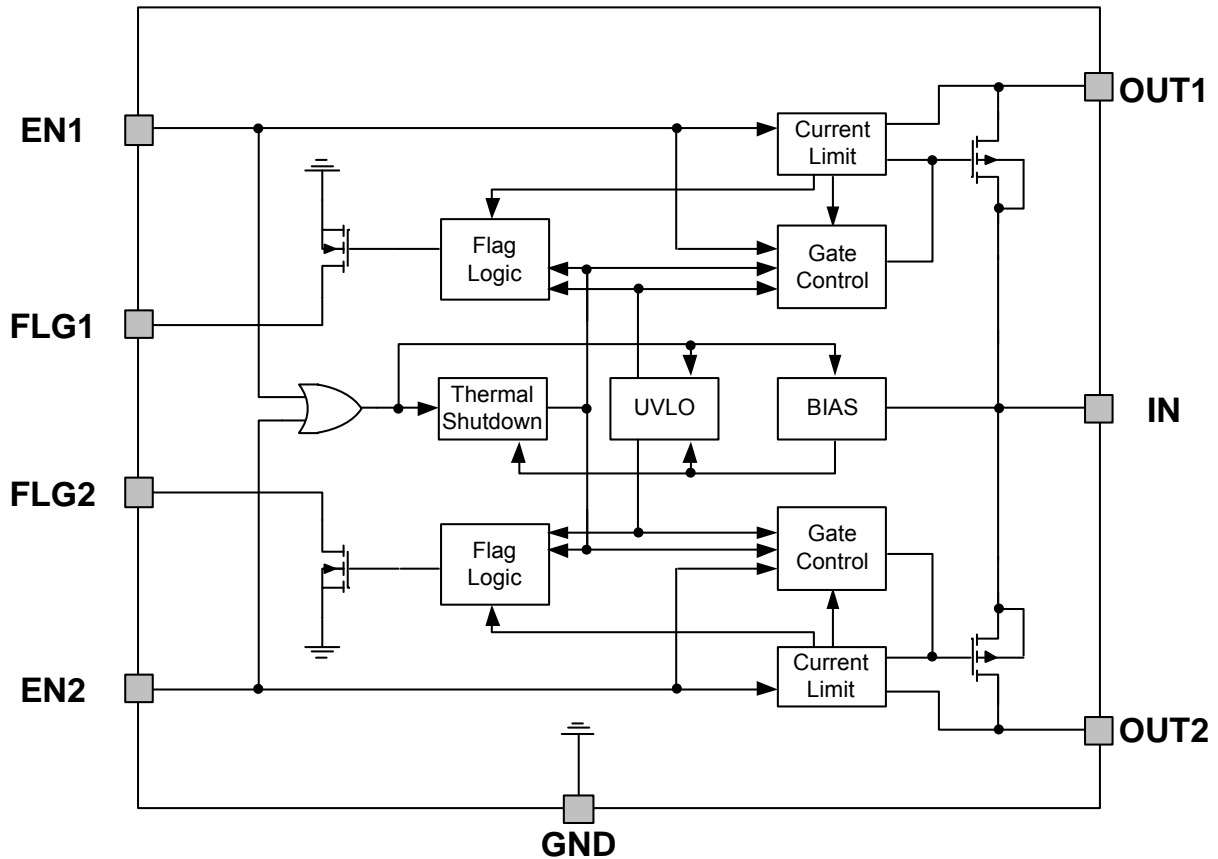 OUT1
EN1
Current
Limit
Flag
Logic
Gate
Control
FLG1
Thermal
Shutdown
UVLO
BIAS
IN
FLG2
Flag
Logic
Gate
Control
EN2
Current
Limit
OUT2
GND